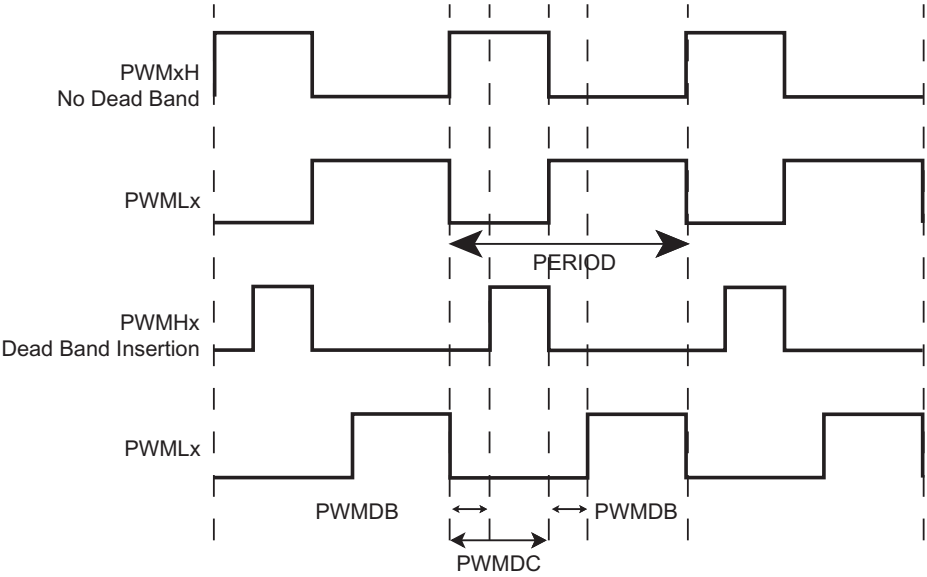 PWMxH
No Dead Band
PWMLx
PERIOD
PWMHx
Dead Band Insertion
PWMLx
PWMDB
PWMDB
PWMDC